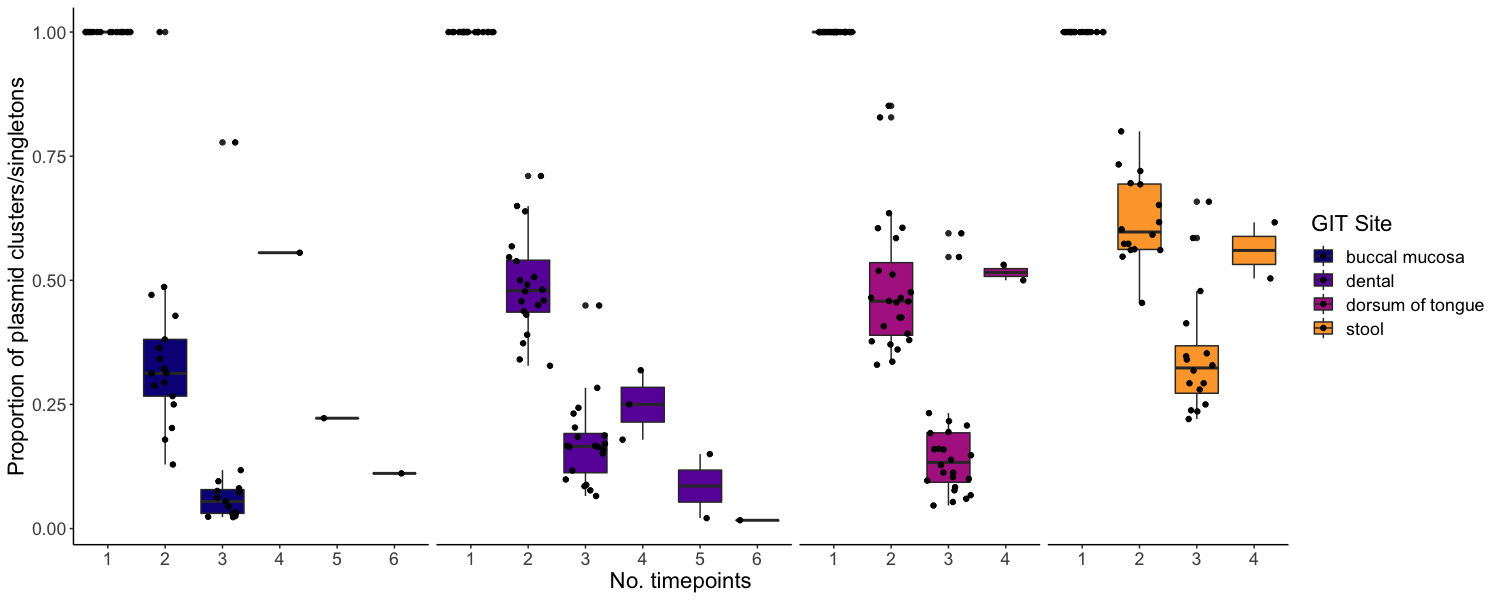 Proportion of plasmid clusters/singletons
1.00
0.75
0.50
0.25
0.00
1 2 3 4 5 6
1 2 3 4 5 6
1 2 3 4
1 2 3 4
No. timepoints
GIT Site
buccal mucosa
dental
dorsum of tongue
stool